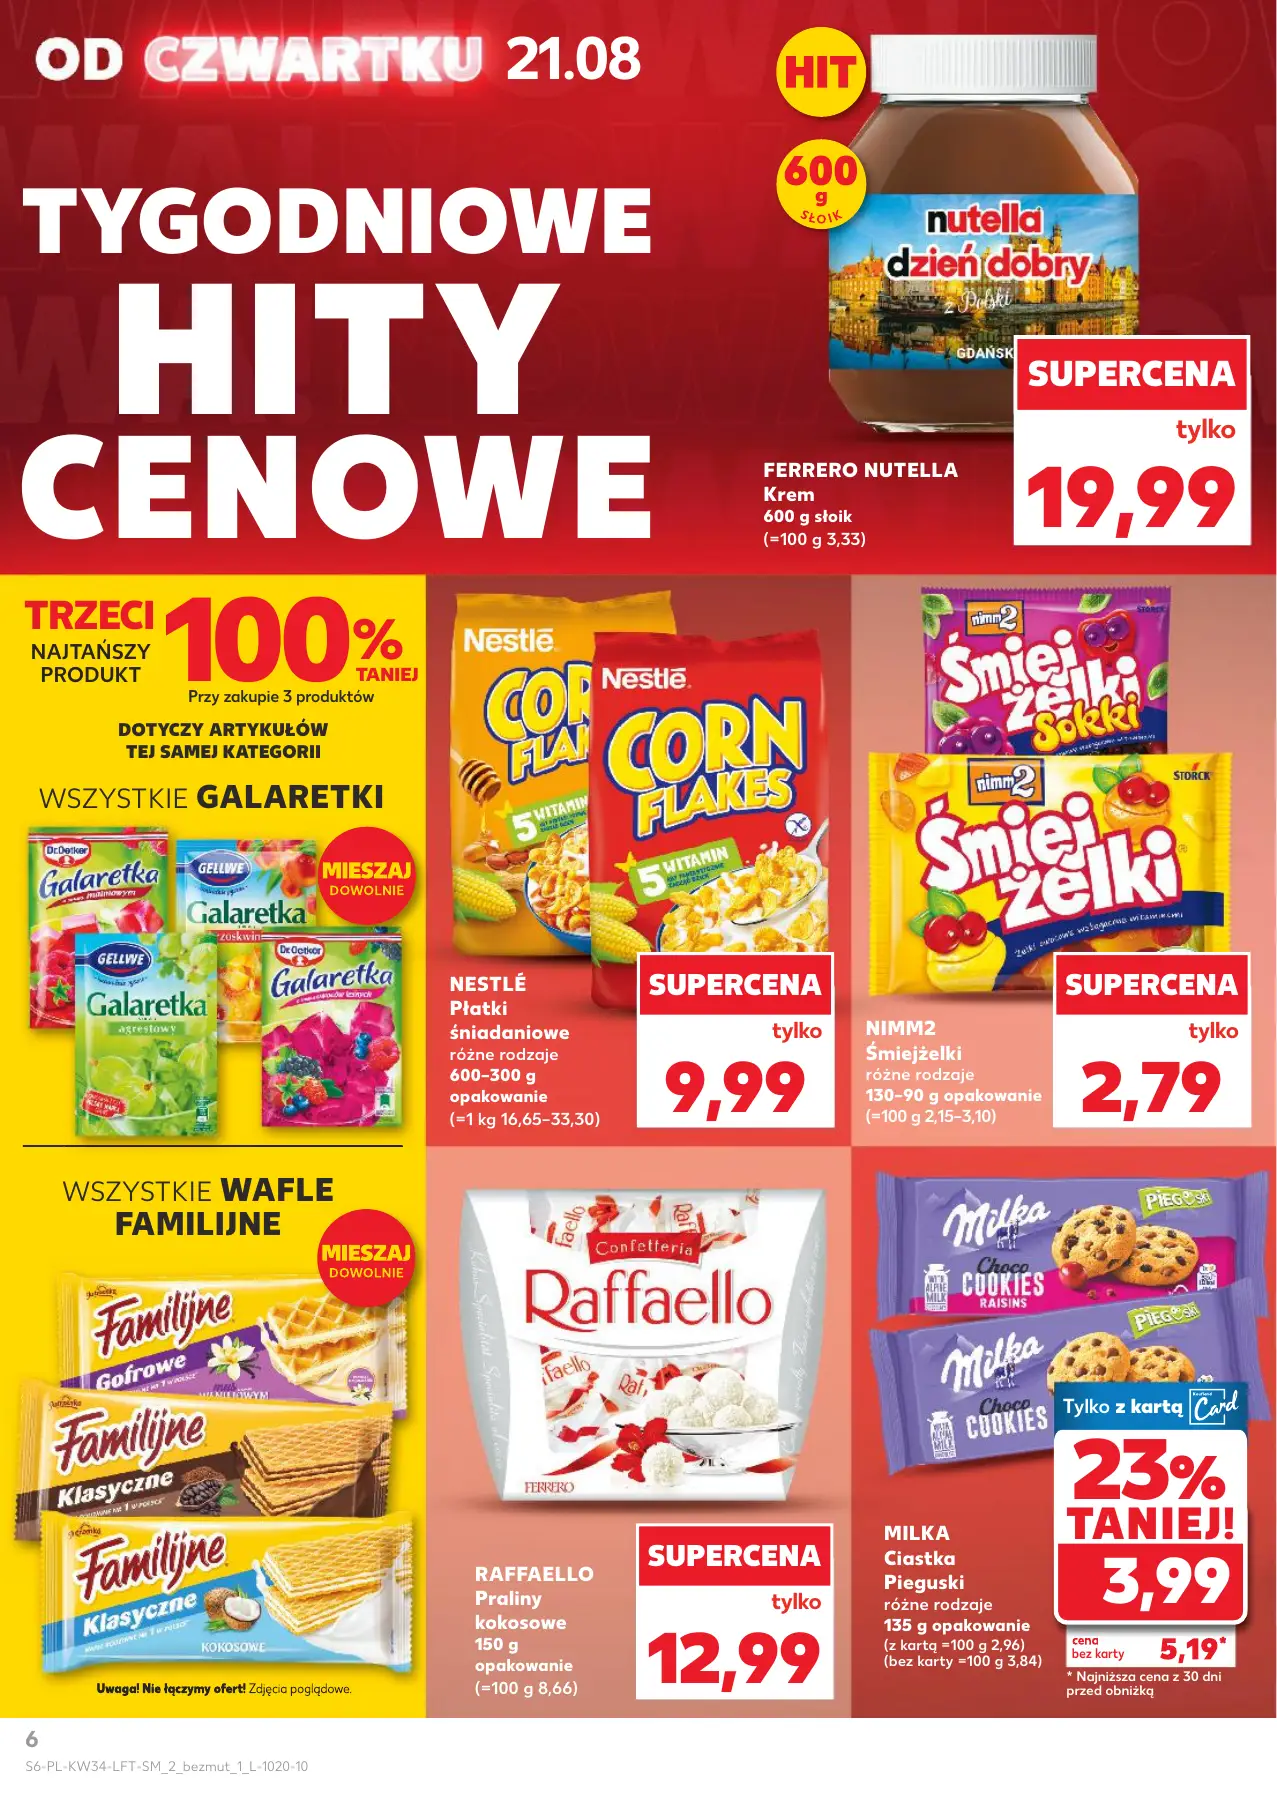 OD CZWARTKU 21.08
TYGODNIOWE
HITY
CENOWE
HIT
600
g
SŁOIK
nutella
dzień dobry
z Polski
GDAŃSK
SUPERCENA
tylko
19,99
FERRERO NUTELLA
Krem
600 g słoik
(=100 g 3,33)
TRZECI
NAJTAŃSZY
PRODUKT
100%
TANIEJ
Przy zakupie 3 produktów
DOTYCZY ARTYKUŁÓW
TEJ SAMEJ KATEGORII
WSZYSTKIE GALARETKI
MIESZAJ
DOWOLNIE
Dr.Oetker
Galaretka
GELLWE
Galaretka
GELLWE
Galaretka
agrestowy
Dr.Oetker
Galaretka
WSZYSTKIE WAFLE
FAMILIJNE
MIESZAJ
DOWOLNIE
Familijne
Gofrowe
Familijne
Klasyczne
Familijne
Klasyczne
KOKOSOWE
Uwaga! Nie łączymy ofert! Zdjęcia poglądowe.
Nestlé
COR
FLA
5 WITAMIN
Nestlé
CORN
FLAKES
5 WITAMIN
NESTLÉ
Płatki
śniadaniowe
różne rodzaje
600–300 g
opakowanie
(=1 kg 16,65–33,30)
SUPERCENA
tylko
9,99
nimm2
STORCK
Śmiej
żelki
Sokki
nimm2
STORCK
Śmiej
żelki
Żelki owocowe wzbogacone witaminami
NIMM2
Śmiejżelki
różne rodzaje
130–90 g opakowanie
(=100 g 2,15–3,10)
SUPERCENA
tylko
2,79
Confetteria
Raffaello
FERRERO
RAFFAELLO
Praliny
kokosowe
150 g
opakowanie
(=100 g 8,66)
SUPERCENA
tylko
12,99
Milka
PIEGUSKI
Choco
COOKIES
RAISINS
WITH
ALPINE
MILK
Milka
PIEGUSKI
Choco
COOKIES
Tylko z kartą
Kaufland
Card
23%
TANIEJ!
3,99
cena
bez karty
5,19*
* Najniższa cena z 30 dni
przed obniżką
MILKA
Ciastka
Pieguski
różne rodzaje
135 g opakowanie
(z kartą =100 g 2,96)
(bez karty =100 g 3,84)
6
S6-PL-KW34-LFT-SM_2_bezmut_1_L-1020-10